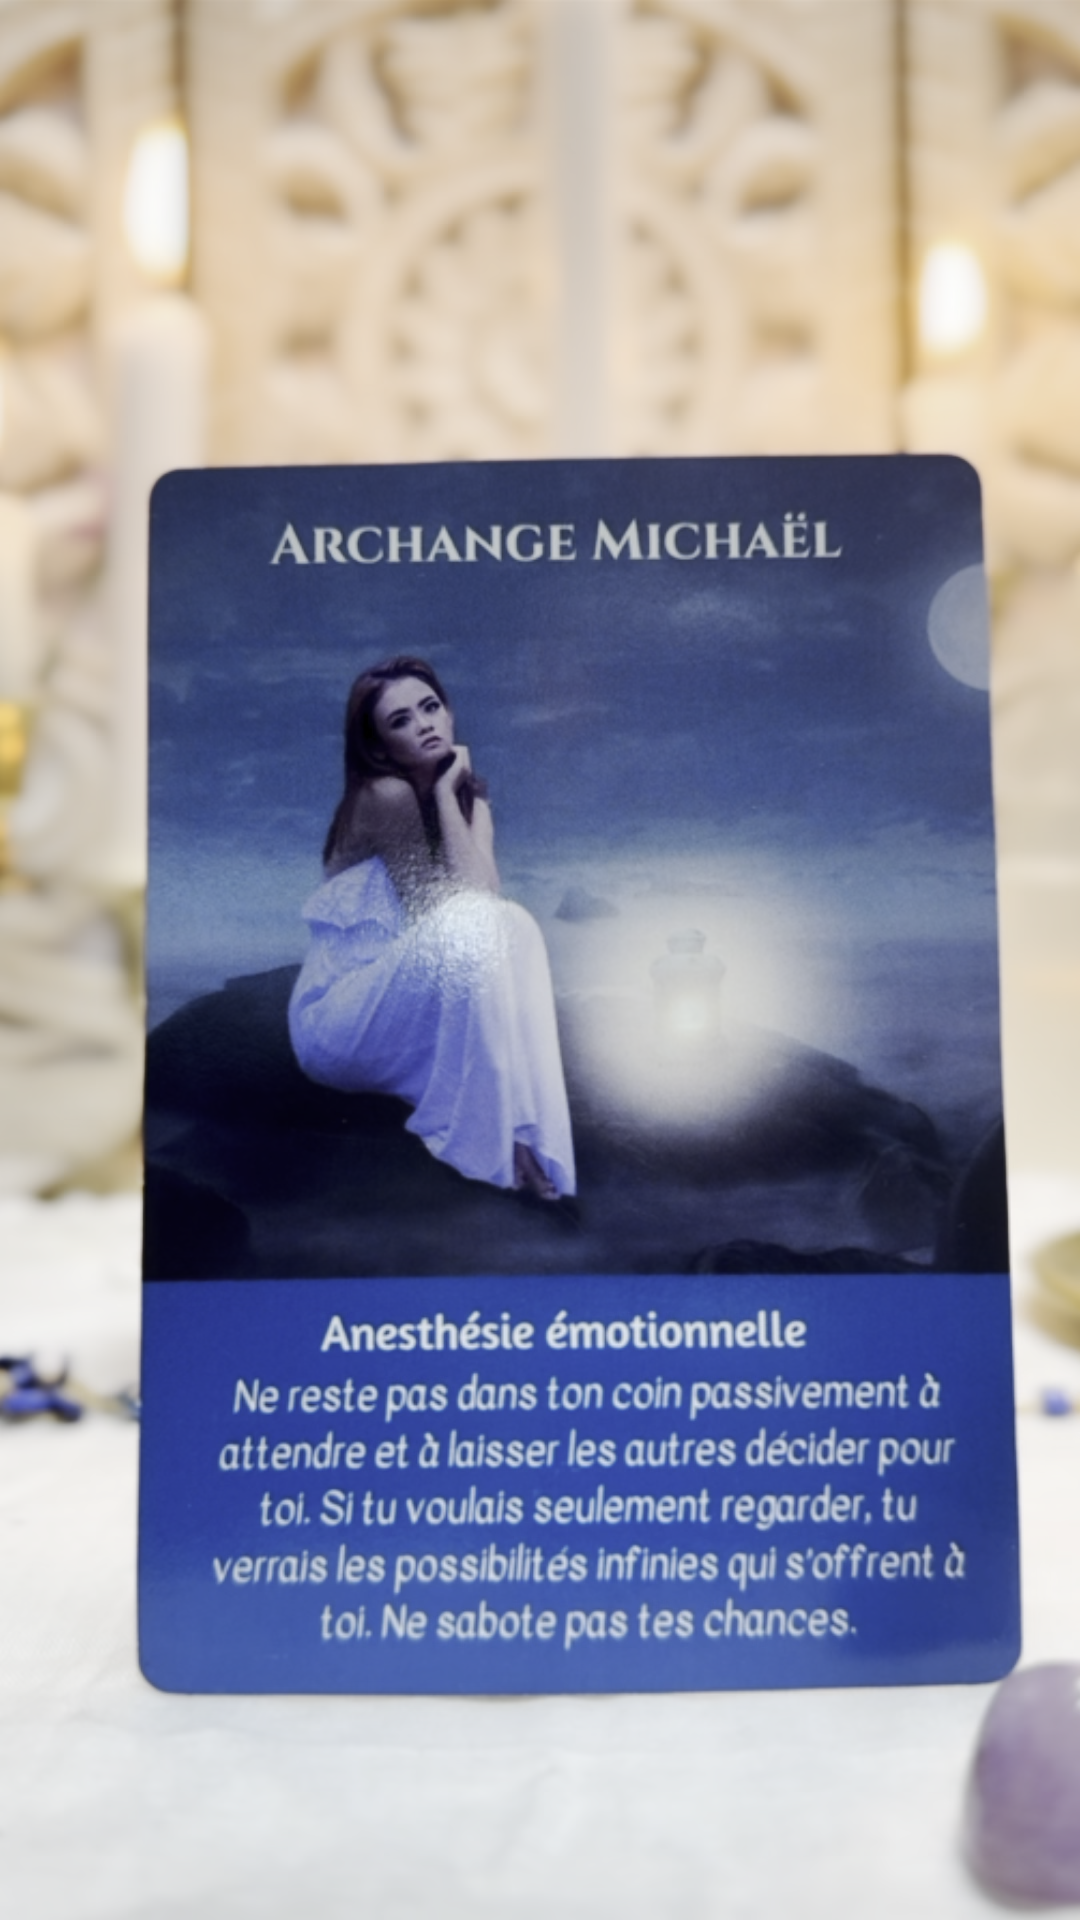 ARCHANGE MICHAËL
Anesthésie émotionnelle
Ne reste pas dans ton coin passivement à
attendre et à laisser les autres décider pour
toi. Si tu voulais seulement regarder, tu
verrais les possibilités infinies qui s'offrent à
toi. Ne sabote pas tes chances.